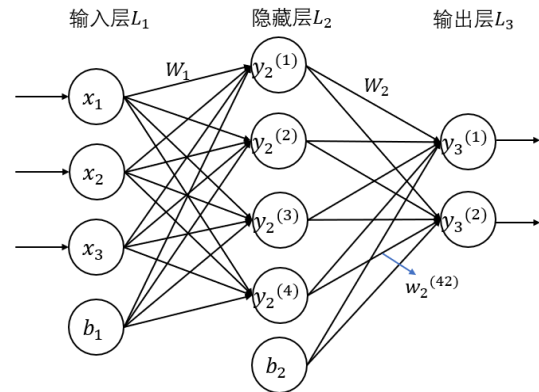 输入层L₁ 隐藏层L₂ 输出层L₃
W₁ W₂
x₁
x₂
x₃
b₁
y₂⁽¹⁾
y₂⁽²⁾
y₂⁽³⁾
y₂⁽⁴⁾
b₂
y₃⁽¹⁾
y₃⁽²⁾
w₂⁽⁴²⁾